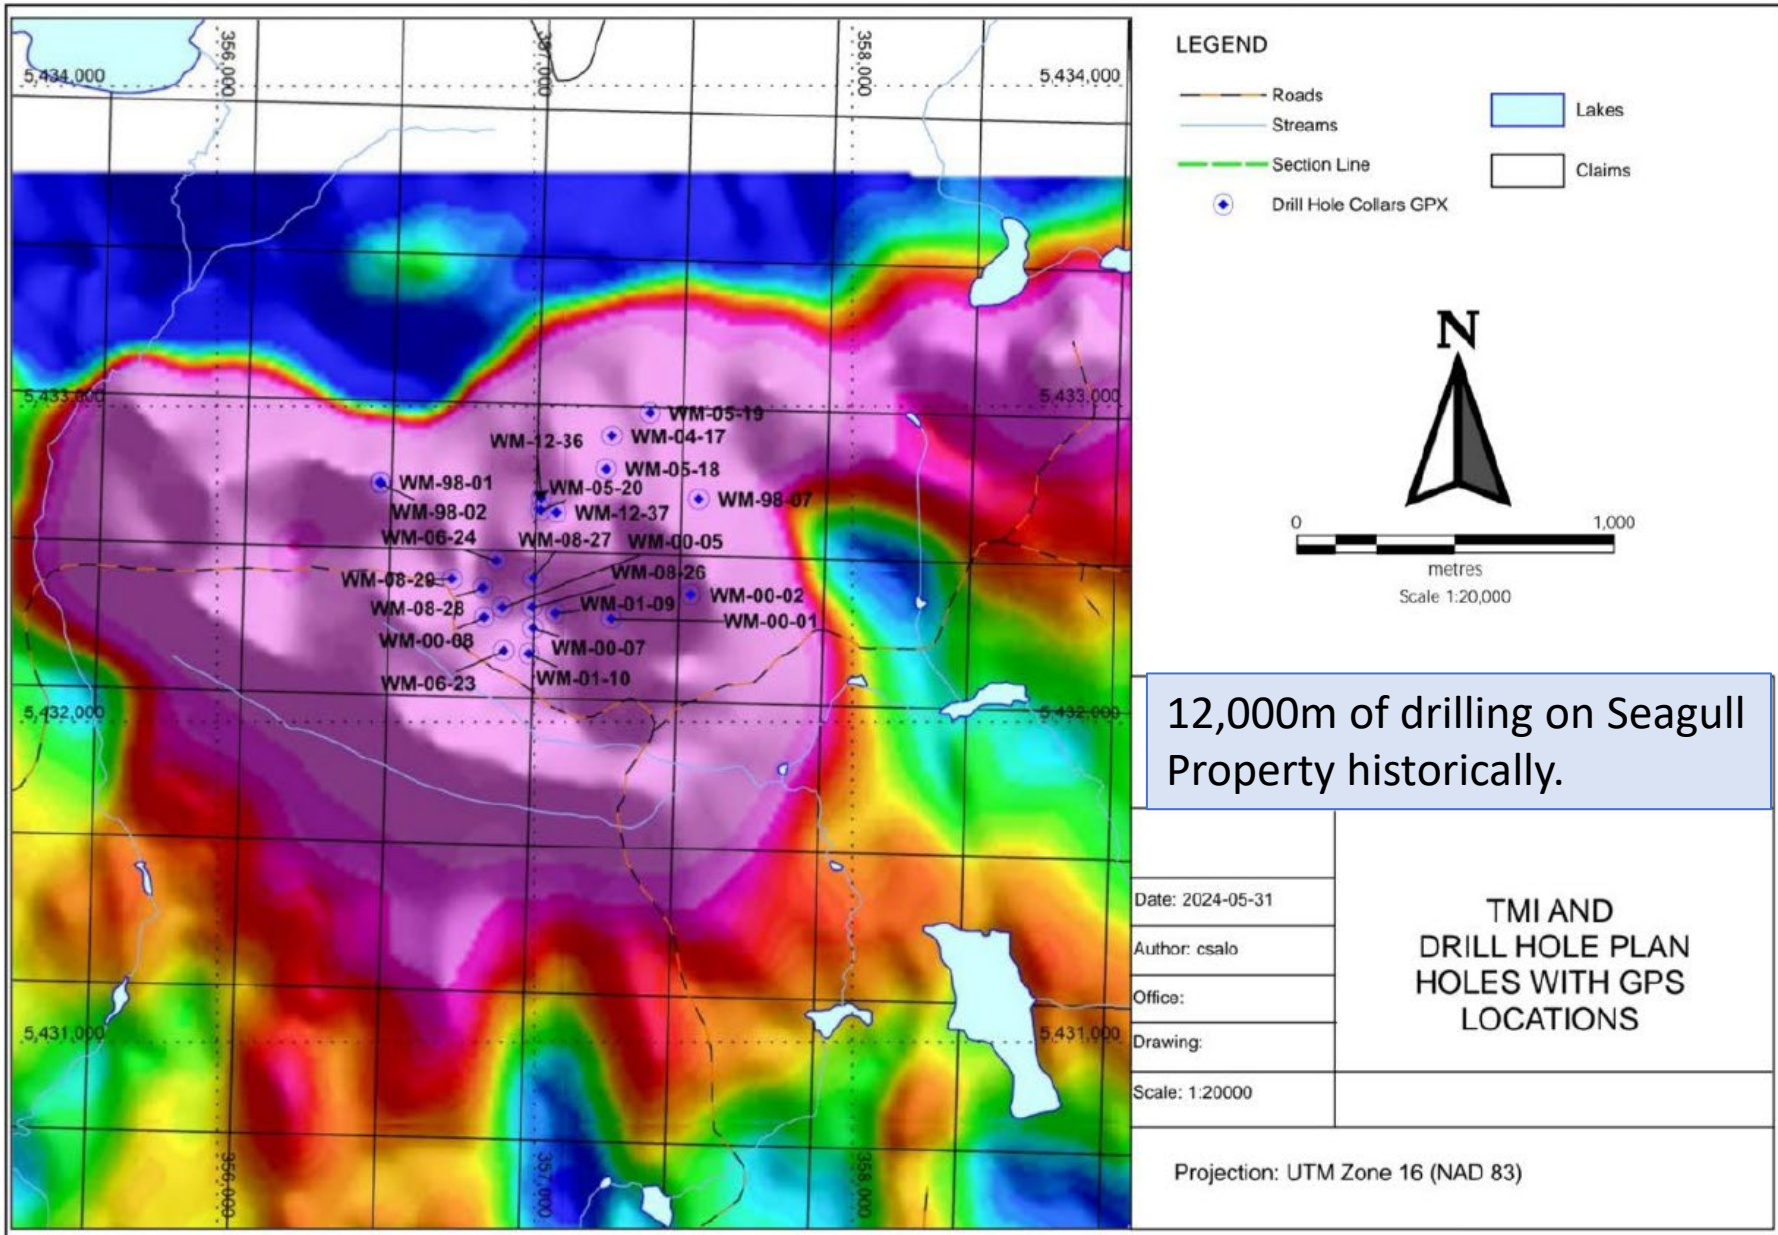 356,000
357,000
358,000
5,434,000
5,434,000
5,433,000
5,433,000
WM-05-19
WM-12-36
WM-04-17
WM-05-18
WM-98-01
WM-05-20
WM-98-07
WM-98-02
WM-12-37
WM-06-24
WM-08-27
WM-00-05
WM-08-29
WM-08-26
WM-00-02
WM-08-28
WM-01-09
WM-00-01
WM-00-08
WM-00-07
WM-06-23
WM-01-10
5,432,000
5,432,000
5,431,000
5,431,000
356,000
357,000
358,000
LEGEND
Roads
Streams
Section Line
Drill Hole Collars GPX
Lakes
Claims
N
0
1,000
metres
Scale 1:20,000
12,000m of drilling on Seagull
Property historically.
Date: 2024-05-31
Author: csalo
Office:
Drawing:
Scale: 1:20000
TMI AND
DRILL HOLE PLAN
HOLES WITH GPS
LOCATIONS
Projection: UTM Zone 16 (NAD 83)